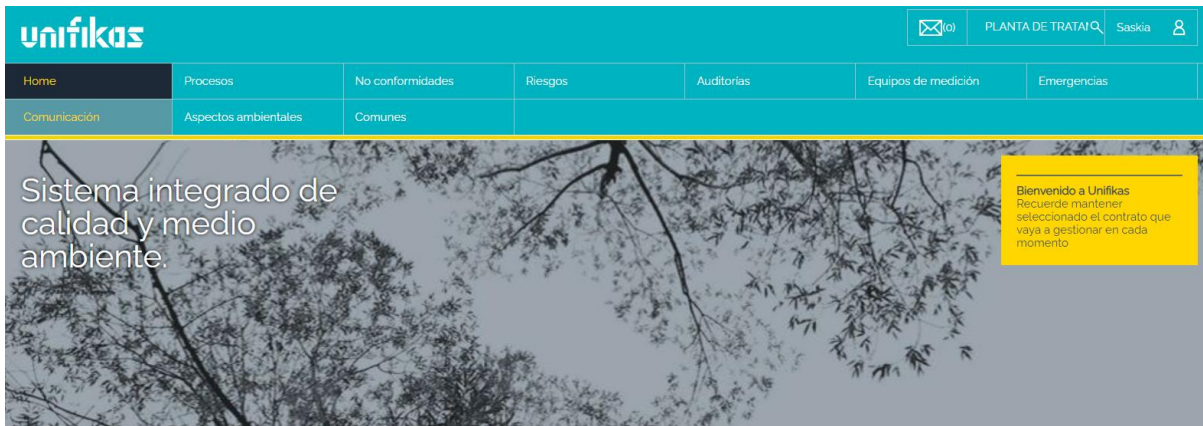 unifikas
(0)
PLANTA DE TRATAM
Saskia
Home
Procesos
No conformidades
Riesgos
Auditorías
Equipos de medición
Emergencias
Comunicación
Aspectos ambientales
Comunes
Sistema integrado de
calidad y medio
ambiente.
Bienvenido a Unifikas
Recuerde mantener
seleccionado el contrato que
vaya a gestionar en cada
momento